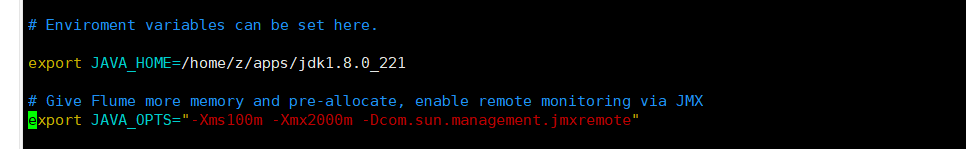 # Enviroment variables can be set here.
export JAVA_HOME=/home/z/apps/jdk1.8.0_221
# Give Flume more memory and pre-allocate, enable remote monitoring via JMX
export JAVA_OPTS="-Xms100m -Xmx2000m -Dcom.sun.management.jmxremote"